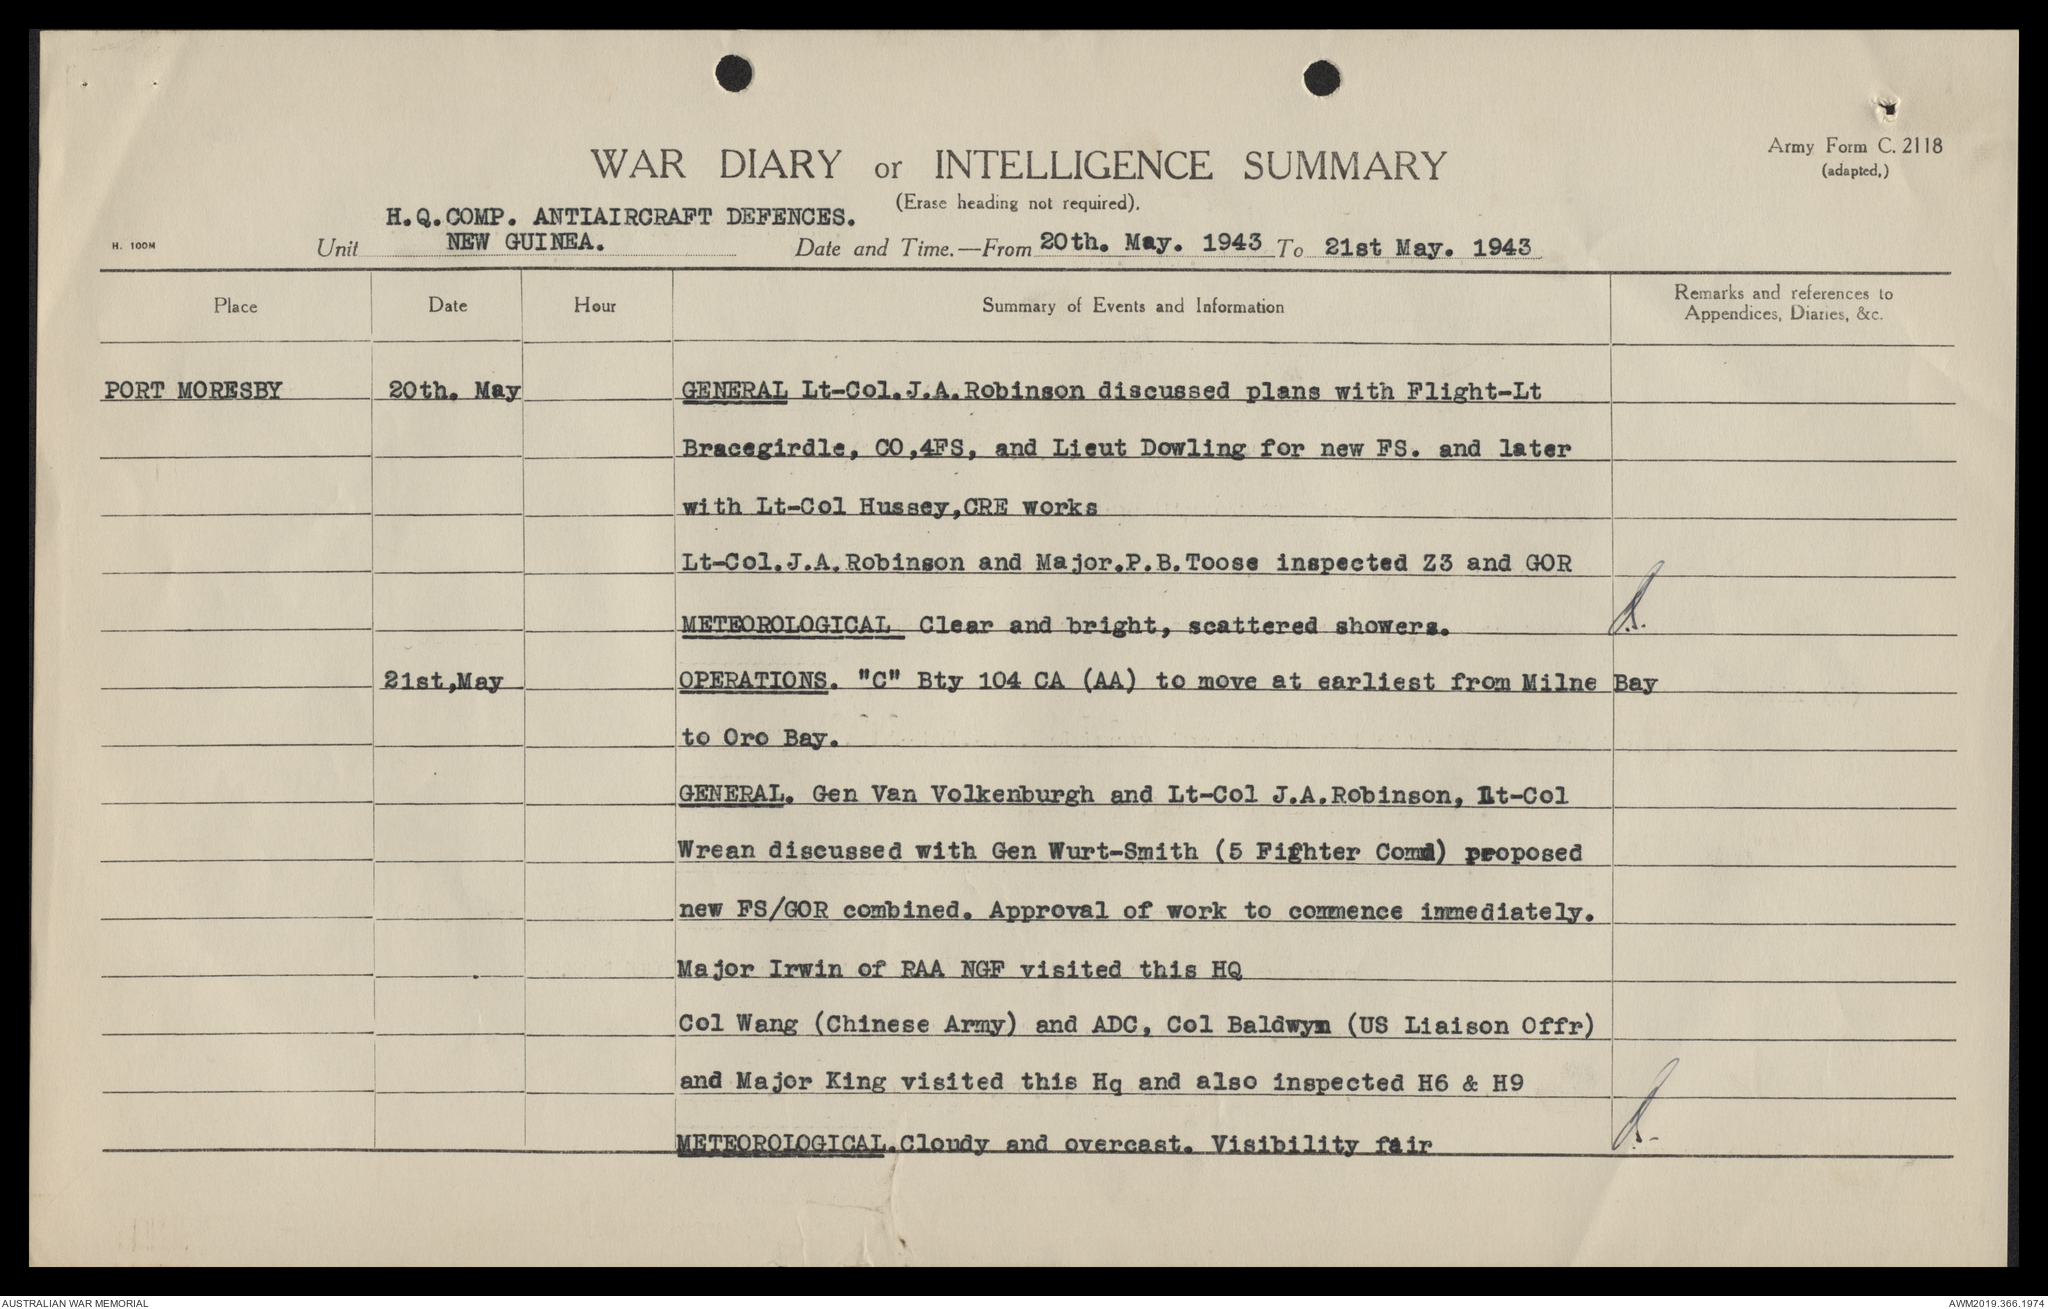 Army Form C. 2118
(adapted.)
WAR DIARY or INTELLIGENCE SUMMARY
(Erase heading not required).
H. 100M
H.Q.COMP. ANTIAIRCRAFT DEFENCES.
Unit NEW GUINEA. Date and Time.—From 20th. May. 1943 To 21st May. 1943
Place Date Hour Summary of Events and Information Remarks and references to
Appendices, Diaries, &c.
PORT MORESBY 20th. May GENERAL Lt-Col.J.A.Robinson discussed plans with Flight-Lt
Bracegirdle, CO,4FS, and Lieut Dowling for new FS. and later
with Lt-Col Hussey,CRE works
Lt-Col.J.A.Robinson and Major.P.B.Toose inspected Z3 and GOR
METEOROLOGICAL Clear and bright, scattered showers.
21st,May OPERATIONS. "C" Bty 104 CA (AA) to move at earliest from Milne Bay
to Oro Bay.
GENERAL. Gen Van Volkenburgh and Lt-Col J.A.Robinson, Lt-Col
Wrean discussed with Gen Wurt-Smith (5 Fighter Comd) proposed
new FS/GOR combined. Approval of work to commence immediately.
Major Irwin of RAA NGF visited this HQ
Col Wang (Chinese Army) and ADC, Col Baldwyn (US Liaison Offr)
and Major King visited this Hq and also inspected H6 & H9
METEOROLOGICAL.Cloudy and overcast. Visibility fair
AUSTRALIAN WAR MEMORIAL AWM2019.366.1974